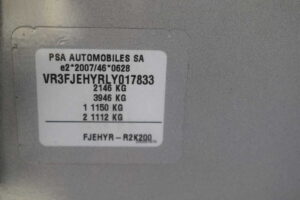 PSA AUTOMOBILES SA
e2*2007/46*0628
VR3FJEHYRLY017833
2146 KG
3946 KG
1 1150 KG
2 1112 KG
FJEHYR-R2K200